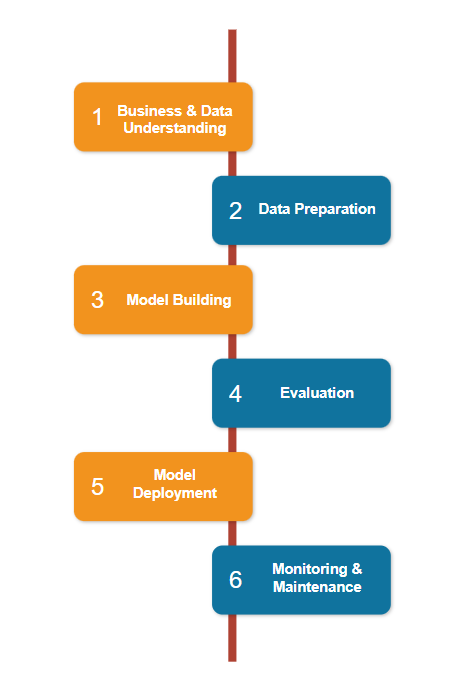 1
Business & Data
Understanding
2
Data Preparation
3
Model Building
4
Evaluation
5
Model
Deployment
6
Monitoring &
Maintenance